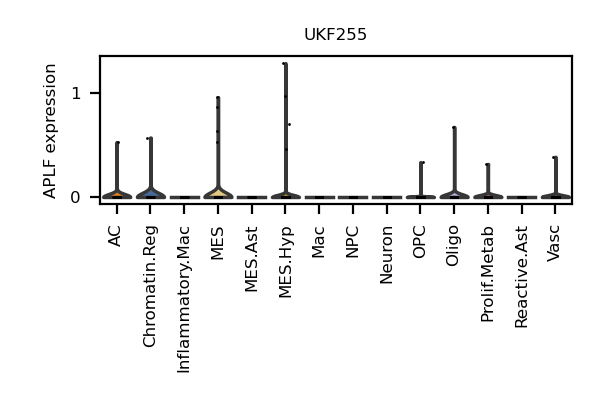 UKF255
APLF expression
1
0
AC
Chromatin.Reg
Inflammatory.Mac
MES
MES.Ast
MES.Hyp
Mac
NPC
Neuron
OPC
Oligo
Prolif.Metab
Reactive.Ast
Vasc